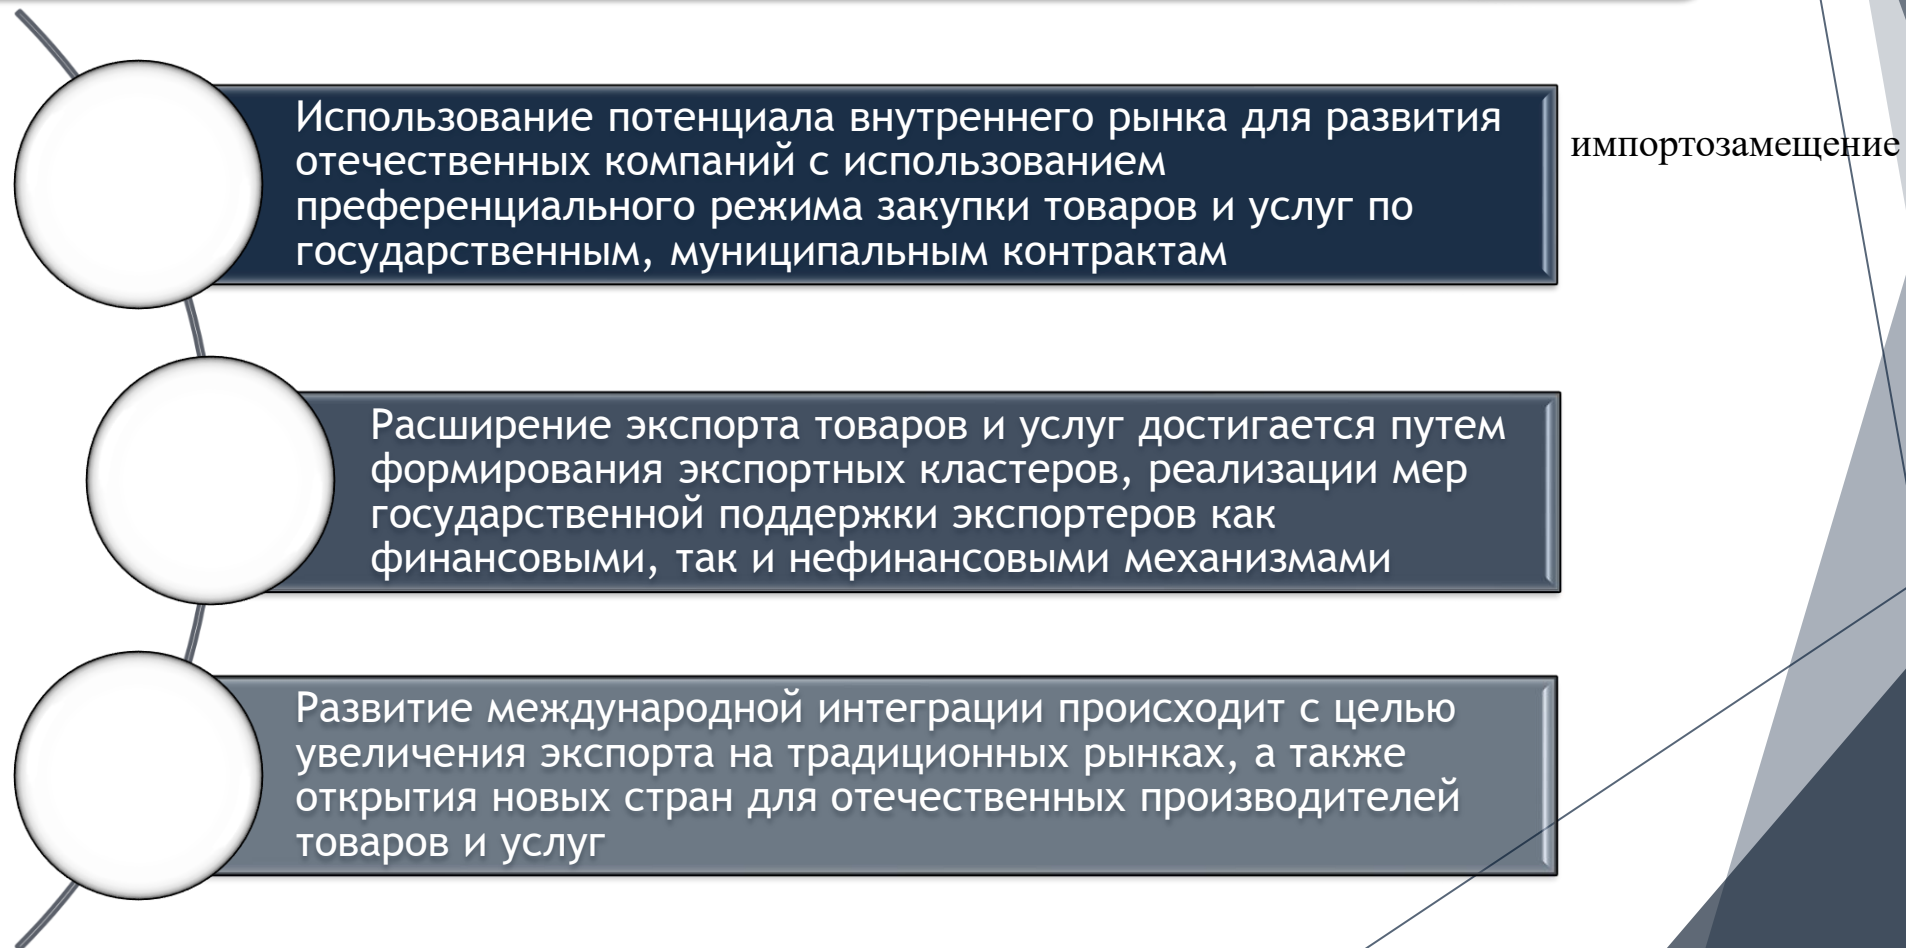 Использование потенциала внутреннего рынка для развития
отечественных компаний с использованием
преференциального режима закупки товаров и услуг по
государственным, муниципальным контрактам
импортозамещение
Расширение экспорта товаров и услуг достигается путем
формирования экспортных кластеров, реализации мер
государственной поддержки экспортеров как
финансовыми, так и нефинансовыми механизмами
Развитие международной интеграции происходит с целью
увеличения экспорта на традиционных рынках, а также
открытия новых стран для отечественных производителей
товаров и услуг